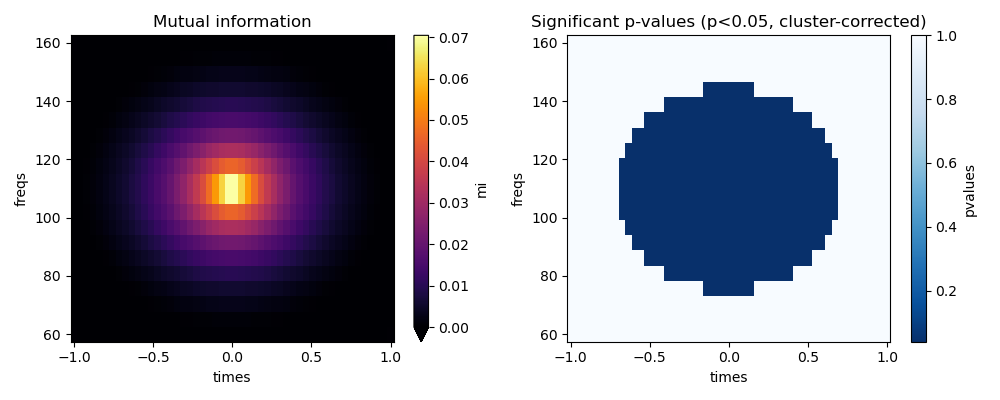 Mutual information
160
140
120
100
80
60
freqs
−1.0 −0.5 0.0 0.5 1.0
times
0.07
0.06
0.05
0.04
0.03
0.02
0.01
0.00
mi
Significant p-values (p<0.05, cluster-corrected)
160
140
120
100
80
60
freqs
−1.0 −0.5 0.0 0.5 1.0
times
1.0
0.8
0.6
0.4
0.2
pvalues